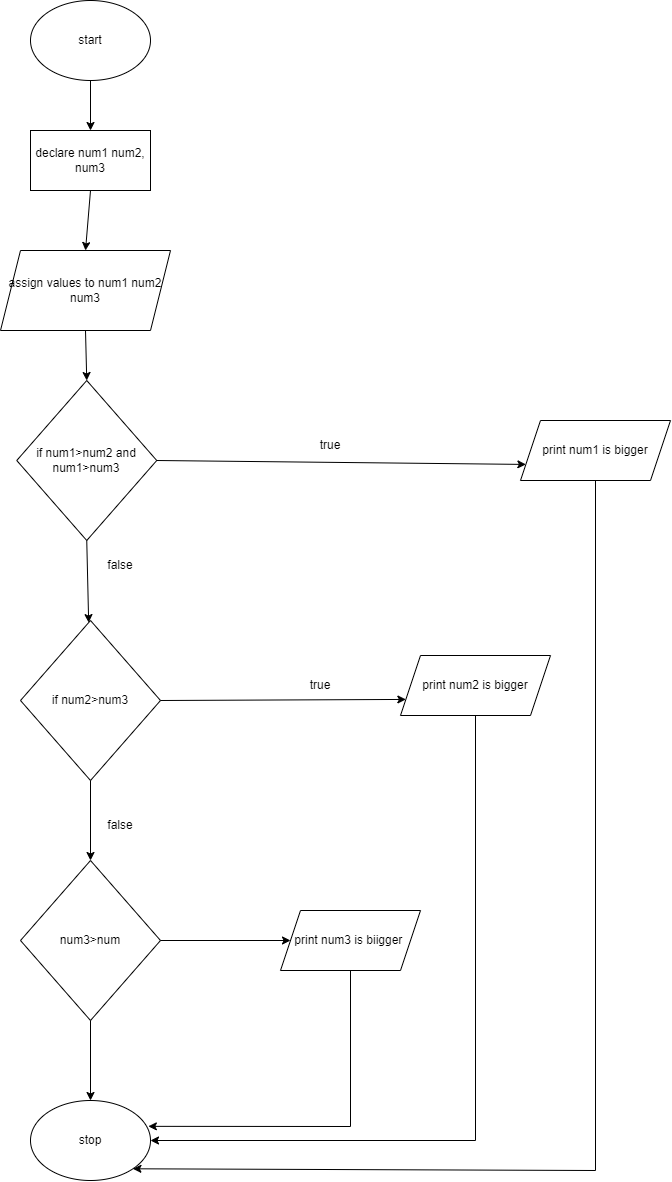 start
declare num1 num2,
num3
assign values to num1 num2
num3
if num1>num2 and
num1>num3
true
print num1 is bigger
false
if num2>num3
true
print num2 is bigger
false
num3>num
print num3 is biigger
stop